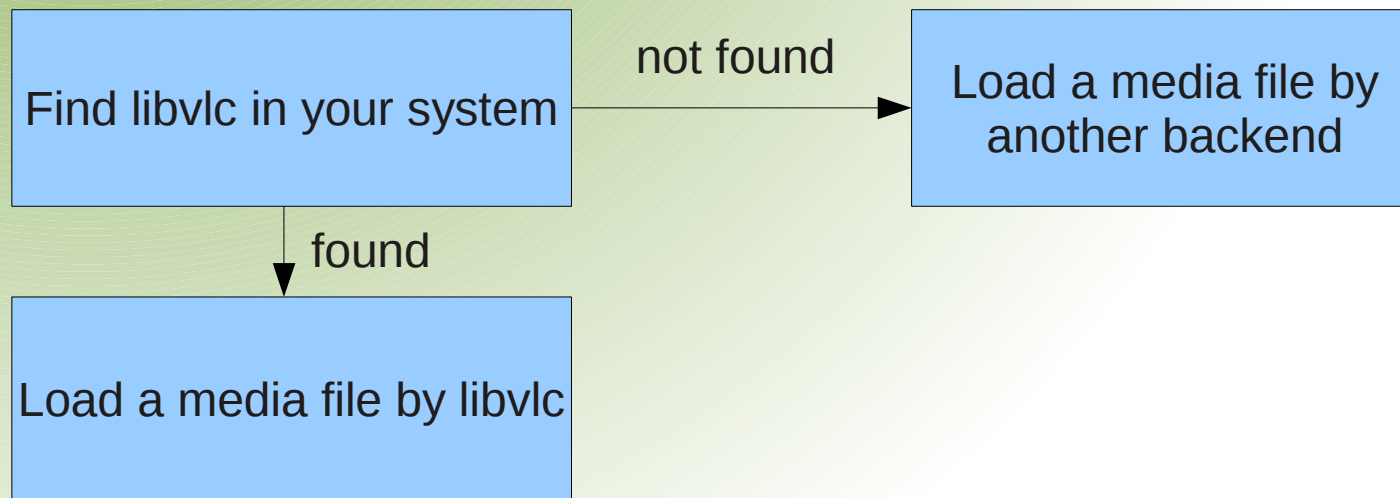 Find libvlc in your system
not found
Load a media file by
another backend
found
Load a media file by libvlc